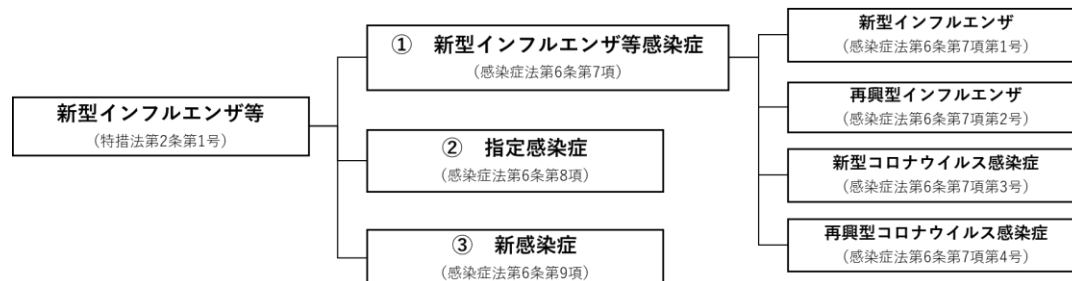 新型インフルエンザ等
(特措法第2条第1号)
① 新型インフルエンザ等感染症
(感染症法第6条第7項)
② 指定感染症
(感染症法第6条第8項)
③ 新感染症
(感染症法第6条第9項)
新型インフルエンザ
(感染症法第6条第7項第1号)
再興型インフルエンザ
(感染症法第6条第7項第2号)
新型コロナウイルス感染症
(感染症法第6条第7項第3号)
再興型コロナウイルス感染症
(感染症法第6条第7項第4号)